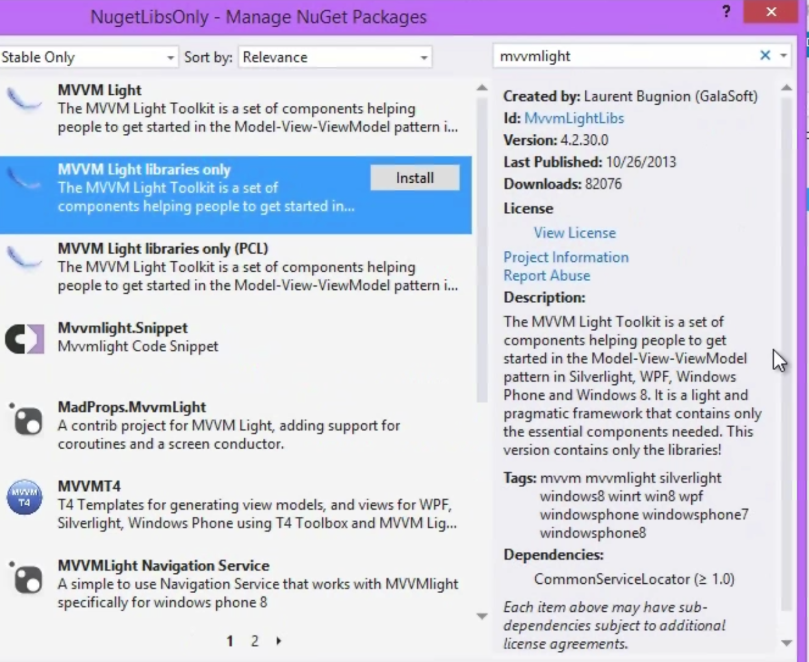 NugetLibsOnly - Manage NuGet Packages
?
Stable Only
Sort by: Relevance
mvvmlight
MVVM Light
The MVVM Light Toolkit is a set of components helping
people to get started in the Model-View-ViewModel pattern i...
MVVM Light libraries only
The MVVM Light Toolkit is a set of
components helping people to get started in...
Install
MVVM Light libraries only (PCL)
The MVVM Light Toolkit is a set of components helping
people to get started in the Model-View-ViewModel pattern i...
Mvvmlight.Snippet
Mvvmlight Code Snippet
MadProps.MvvmLight
A contrib project for MVVM Light, adding support for
coroutines and a screen conductor.
MVVM
T4
MVVMT4
T4 Templates for generating view models, and views for WPF,
Silverlight, Windows Phone using T4 Toolbox and MVVM Lig...
MVVMLight Navigation Service
A simple to use Navigation Service that works with MVVMlight
specifically for windows phone 8
1 2
Created by: Laurent Bugnion (GalaSoft)
Id: MvvmLightLibs
Version: 4.2.30.0
Last Published: 10/26/2013
Downloads: 82076
License
View License
Project Information
Report Abuse
Description:
The MVVM Light Toolkit is a set of
components helping people to get
started in the Model-View-ViewModel
pattern in Silverlight, WPF, Windows
Phone and Windows 8. It is a light and
pragmatic framework that contains only
the essential components needed. This
version contains only the libraries!
Tags: mvvm mvvmlight silverlight
windows8 winrt win8 wpf
windowsphone windowsphone7
windowsphone8
Dependencies:
CommonServiceLocator (≥ 1.0)
Each item above may have sub-
dependencies subject to additional
license agreements.